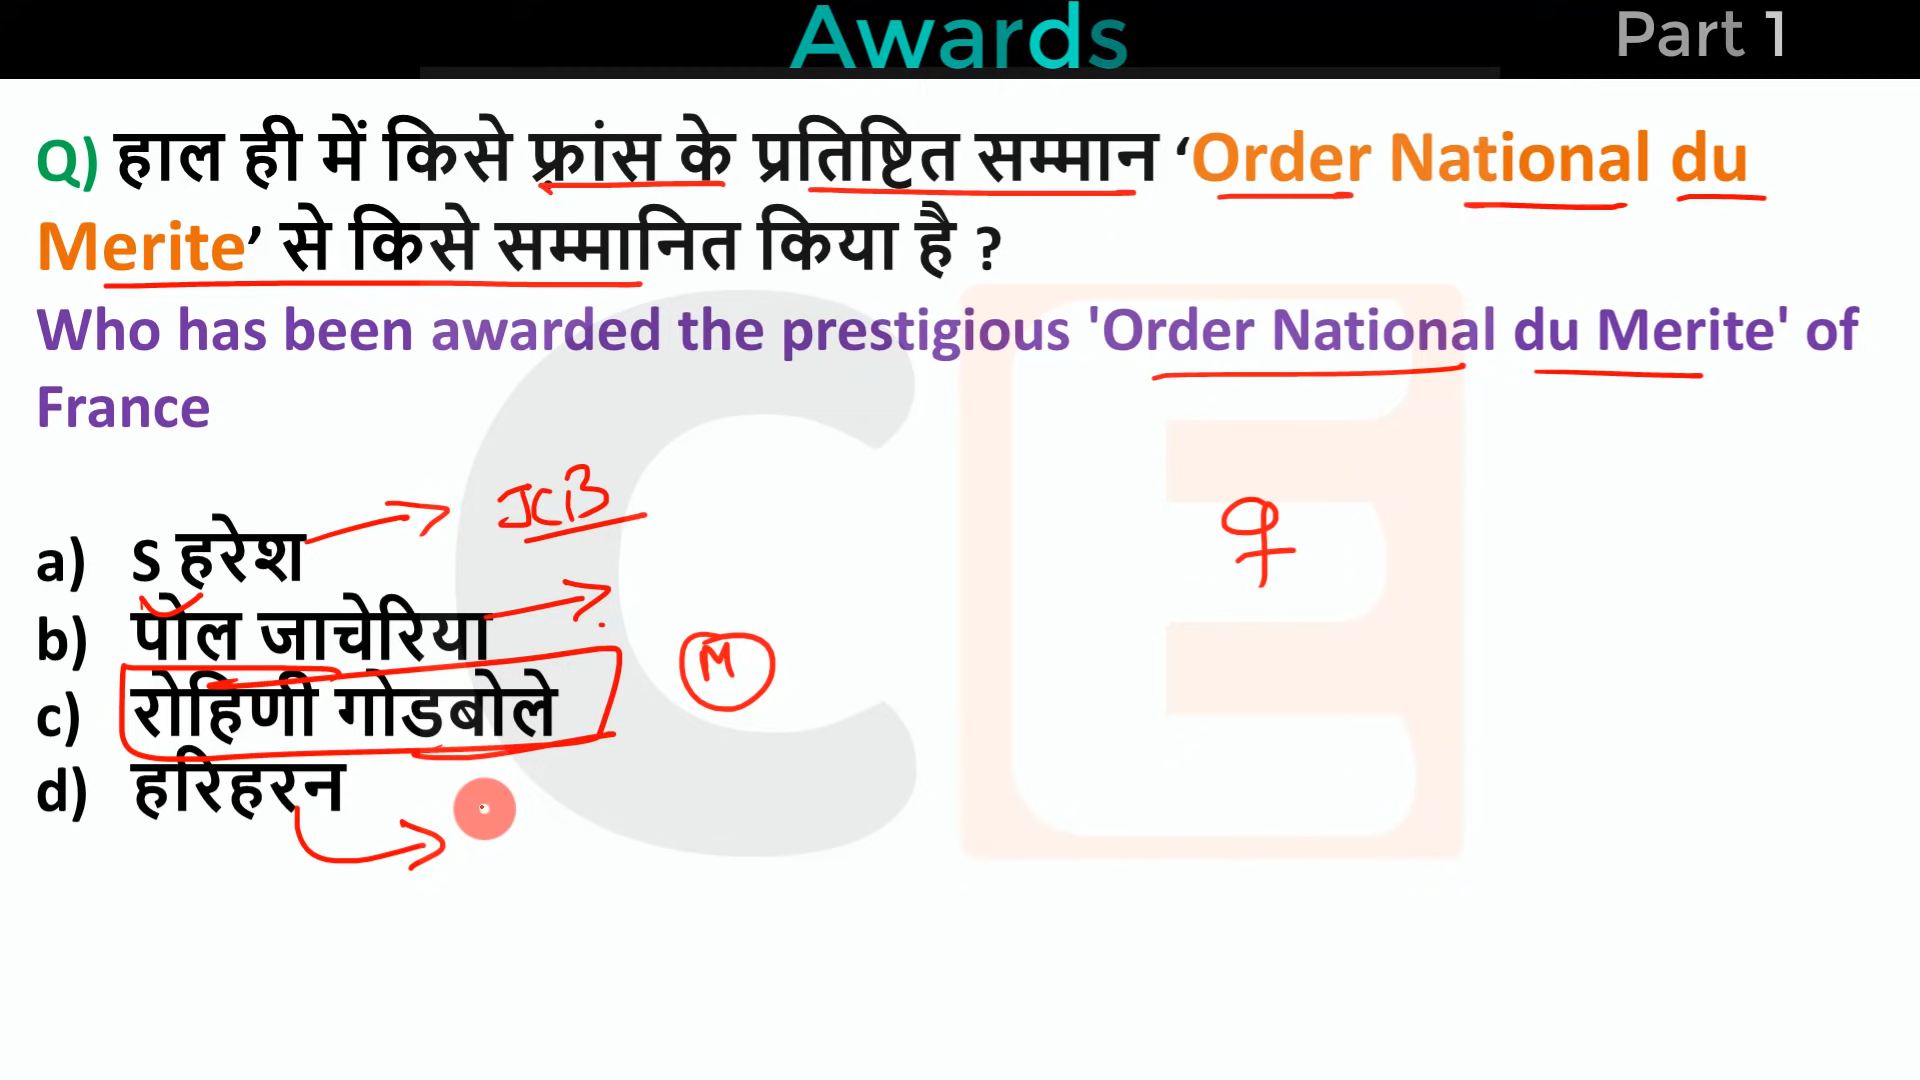 Awards
Part 1
Q) हाल ही में किसे फ्रांस के प्रतिष्टित सम्मान ‘Order National du
Merite’ से किसे सम्मानित किया है ?
Who has been awarded the prestigious 'Order National du Merite' of
France
JCB
a) S हरेश
b) पोल जाचेरिया
M
c) रोहिणी गोडबोले
d) हरिहरन